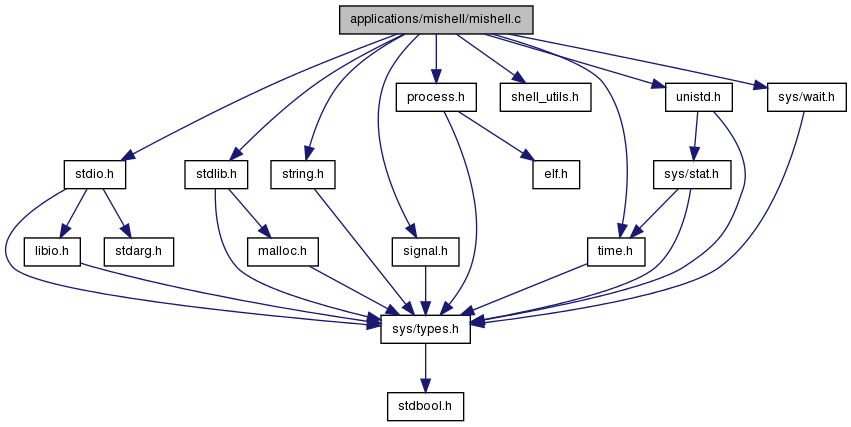 applications/mishell/mishell.c
process.h
shell_utils.h
unistd.h
sys/wait.h
stdio.h
stdlib.h
string.h
elf.h
sys/stat.h
libio.h
stdarg.h
malloc.h
signal.h
time.h
sys/types.h
stdbool.h